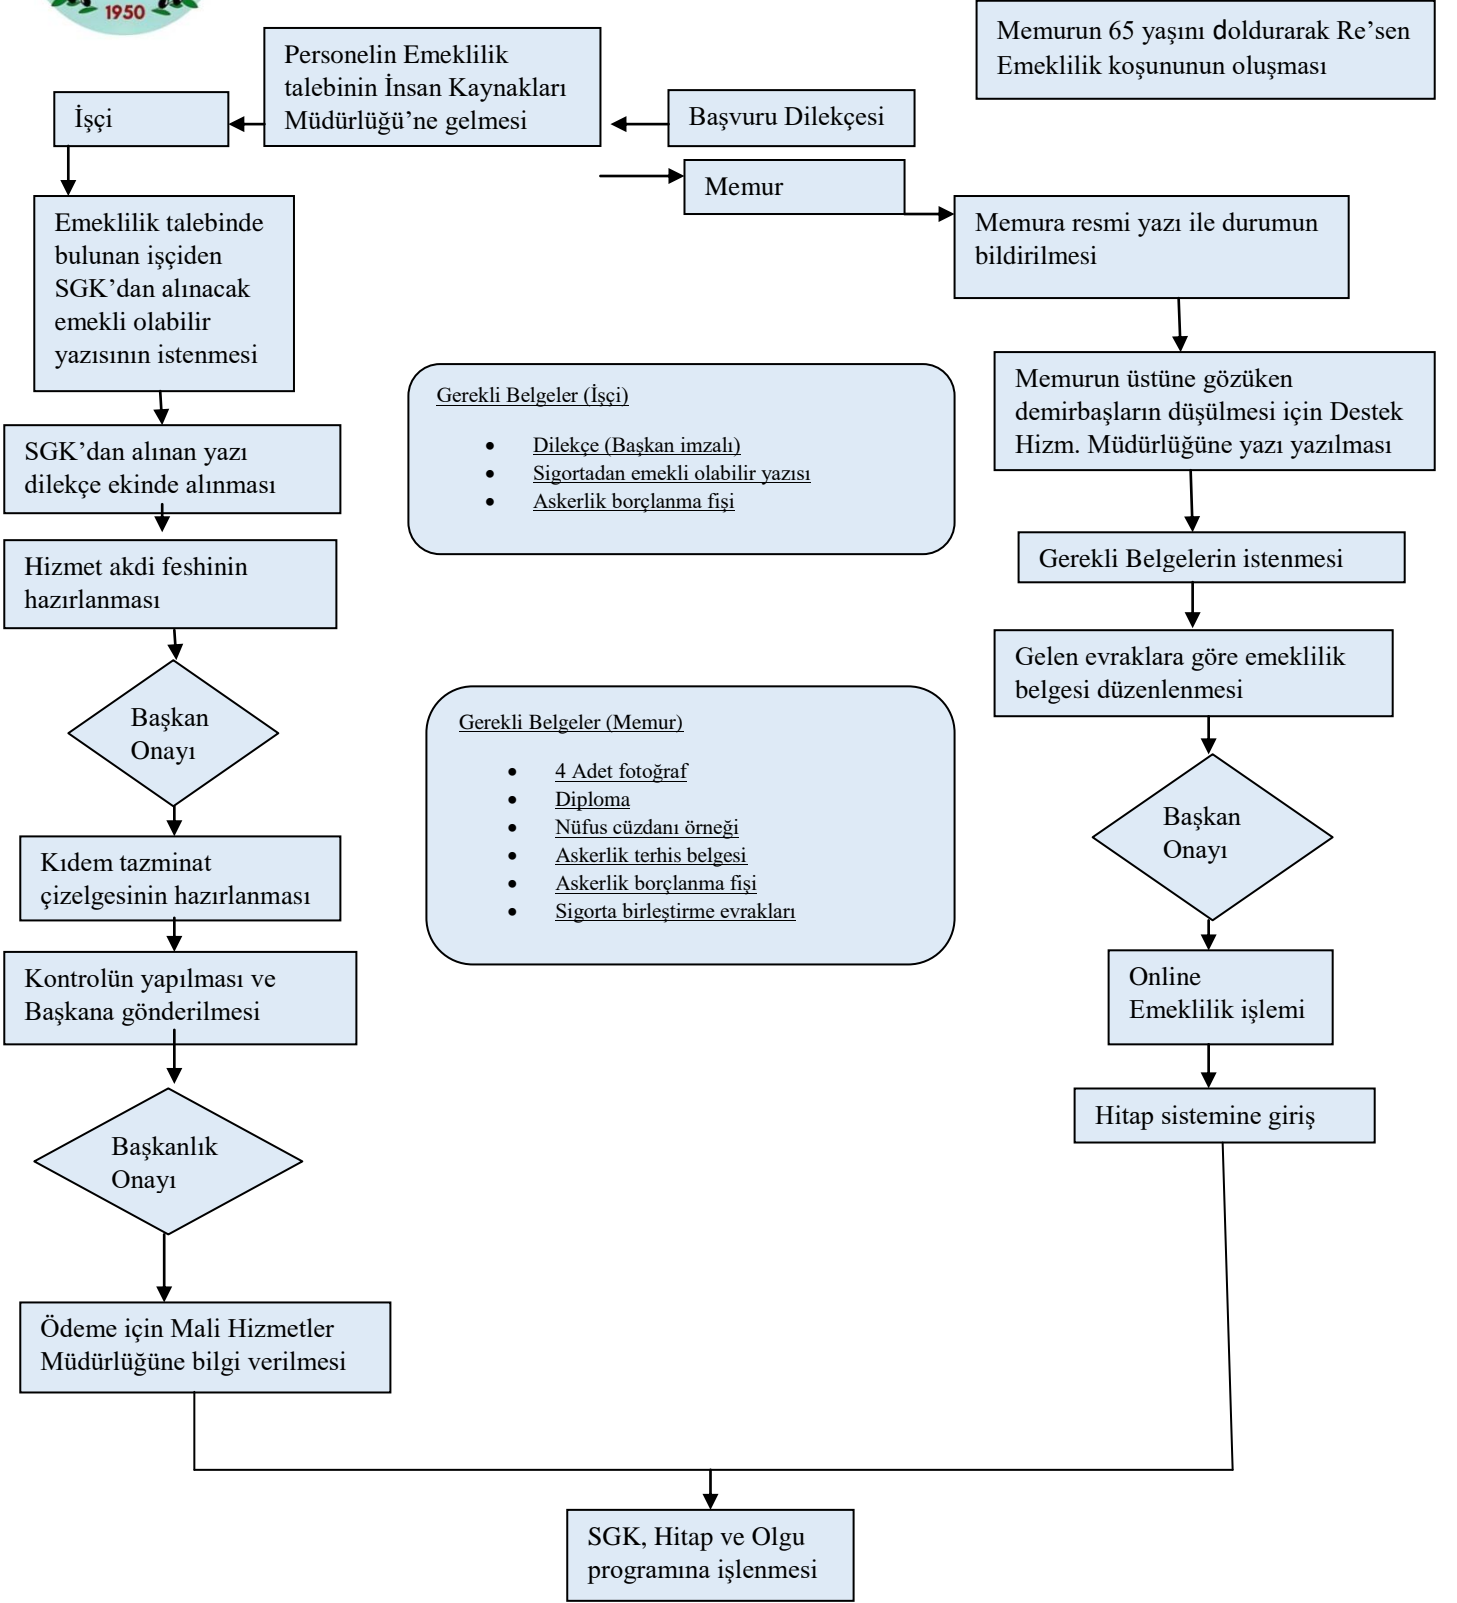 1950
Personelin Emeklilik
talebinin İnsan Kaynakları
Müdürlüğü’ne gelmesi
Memurun 65 yaşını doldurarak Re’sen
Emeklilik koşununun oluşması
İşçi
Başvuru Dilekçesi
Memur
Emeklilik talebinde
bulunan işçiden
SGK’dan alınacak
emekli olabilir
yazısının istenmesi
Memura resmi yazı ile durumun
bildirilmesi
SGK’dan alınan yazı
dilekçe ekinde alınması
Gerekli Belgeler (İşçi)
• Dilekçe (Başkan imzalı)
• Sigortadan emekli olabilir yazısı
• Askerlik borçlanma fişi
Memurun üstüne gözüken
demirbaşların düşülmesi için Destek
Hizm. Müdürlüğüne yazı yazılması
Hizmet akdi feshinin
hazırlanması
Gerekli Belgelerin istenmesi
Gelen evraklara göre emeklilik
belgesi düzenlenmesi
Başkan
Onayı
Gerekli Belgeler (Memur)
• 4 Adet fotoğraf
• Diploma
• Nüfus cüzdanı örneği
• Askerlik terhis belgesi
• Askerlik borçlanma fişi
• Sigorta birleştirme evrakları
Başkan
Onayı
Kıdem tazminat
çizelgesinin hazırlanması
Kontrolün yapılması ve
Başkana gönderilmesi
Online
Emeklilik işlemi
Başkanlık
Onayı
Hitap sistemine giriş
Ödeme için Mali Hizmetler
Müdürlüğüne bilgi verilmesi
SGK, Hitap ve Olgu
programına işlenmesi